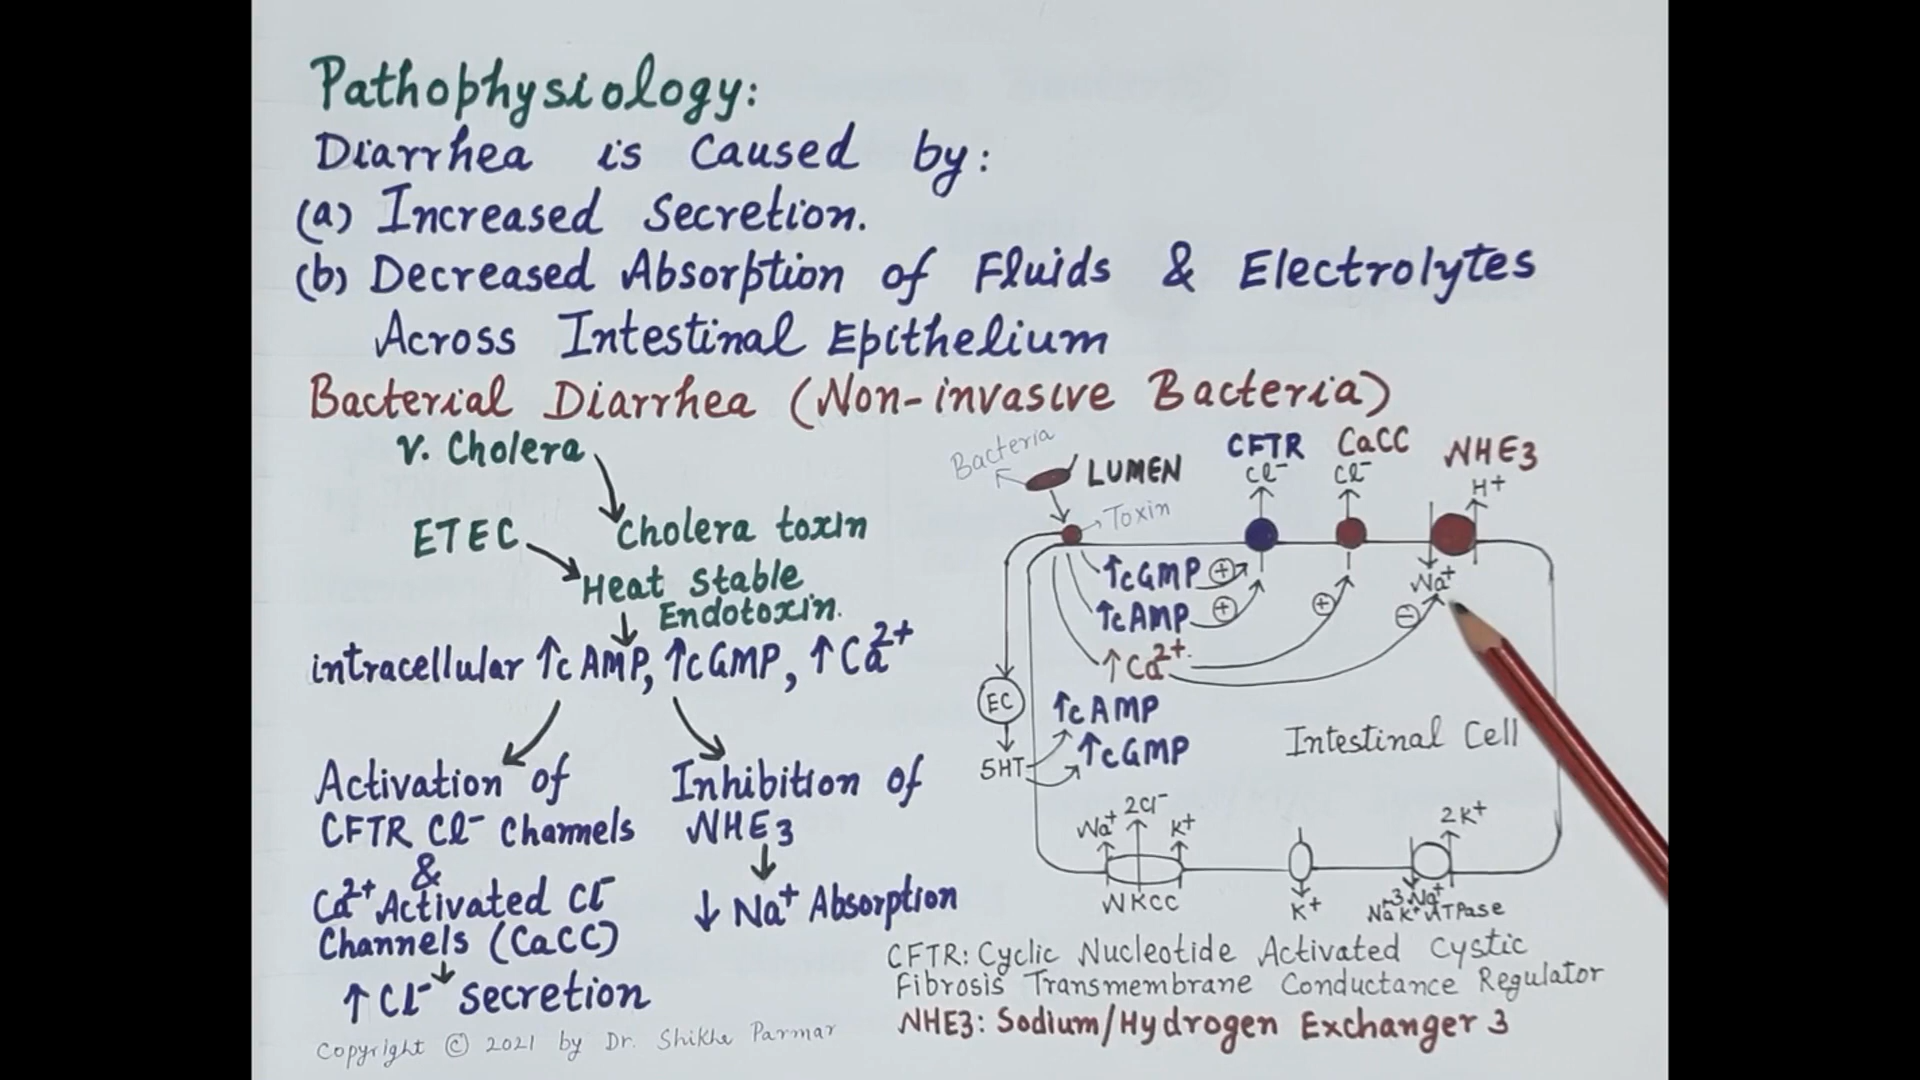 Pathophysiology:
Diarrhea is Caused by:
(a) Increased Secretion.
(b) Decreased Absorption of Fluids & Electrolytes
Across Intestinal Epithelium
Bacterial Diarrhea (Non-invasive Bacteria)
V. Cholera
Cholera toxin
ETEC
Heat Stable
Endotoxin.
intracellular ↑cAMP, ↑cGMP, ↑Ca2+
Activation of
CFTR Cl- Channels
&
Ca2+ Activated Cl-
Channels (CaCC)
↑Cl- secretion
Inhibition of
NHE3
↓ Na+ Absorption
Bacteria
LUMEN
Toxin
CFTR
Cl-
CaCC
Cl-
NHE3
H+
Na+
↑cGMP +
↑cAMP +
↑Ca2+
+
-
EC
5HT
↑cAMP
↑cGMP
Intestinal Cell
Na+ 2Cl- K+
NKCC
K+
2K+
3Na+
Na+K+ATPase
CFTR: Cyclic Nucleotide Activated Cystic
Fibrosis Transmembrane Conductance Regulator
NHE3: Sodium/Hydrogen Exchanger 3
Copyright © 2021 by Dr. Shikha Parmar